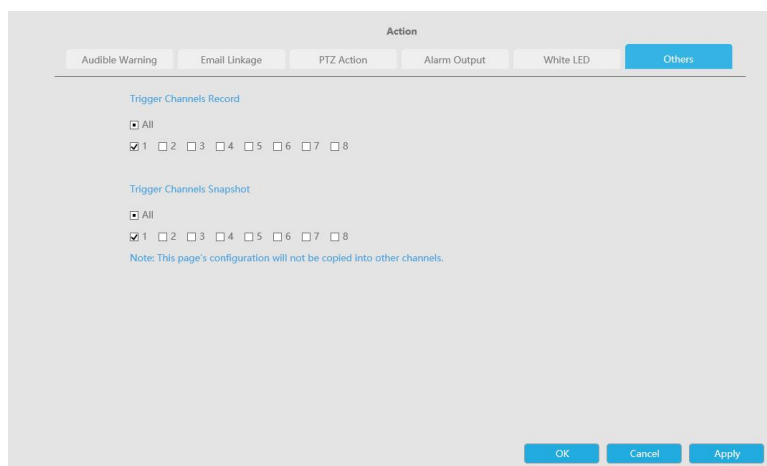 Action
Audible Warning Email Linkage PTZ Action Alarm Output White LED Others
Trigger Channels Record
All
1 2 3 4 5 6 7 8
Trigger Channels Snapshot
All
1 2 3 4 5 6 7 8
Note: This page's configuration will not be copied into other channels.
OK Cancel Apply